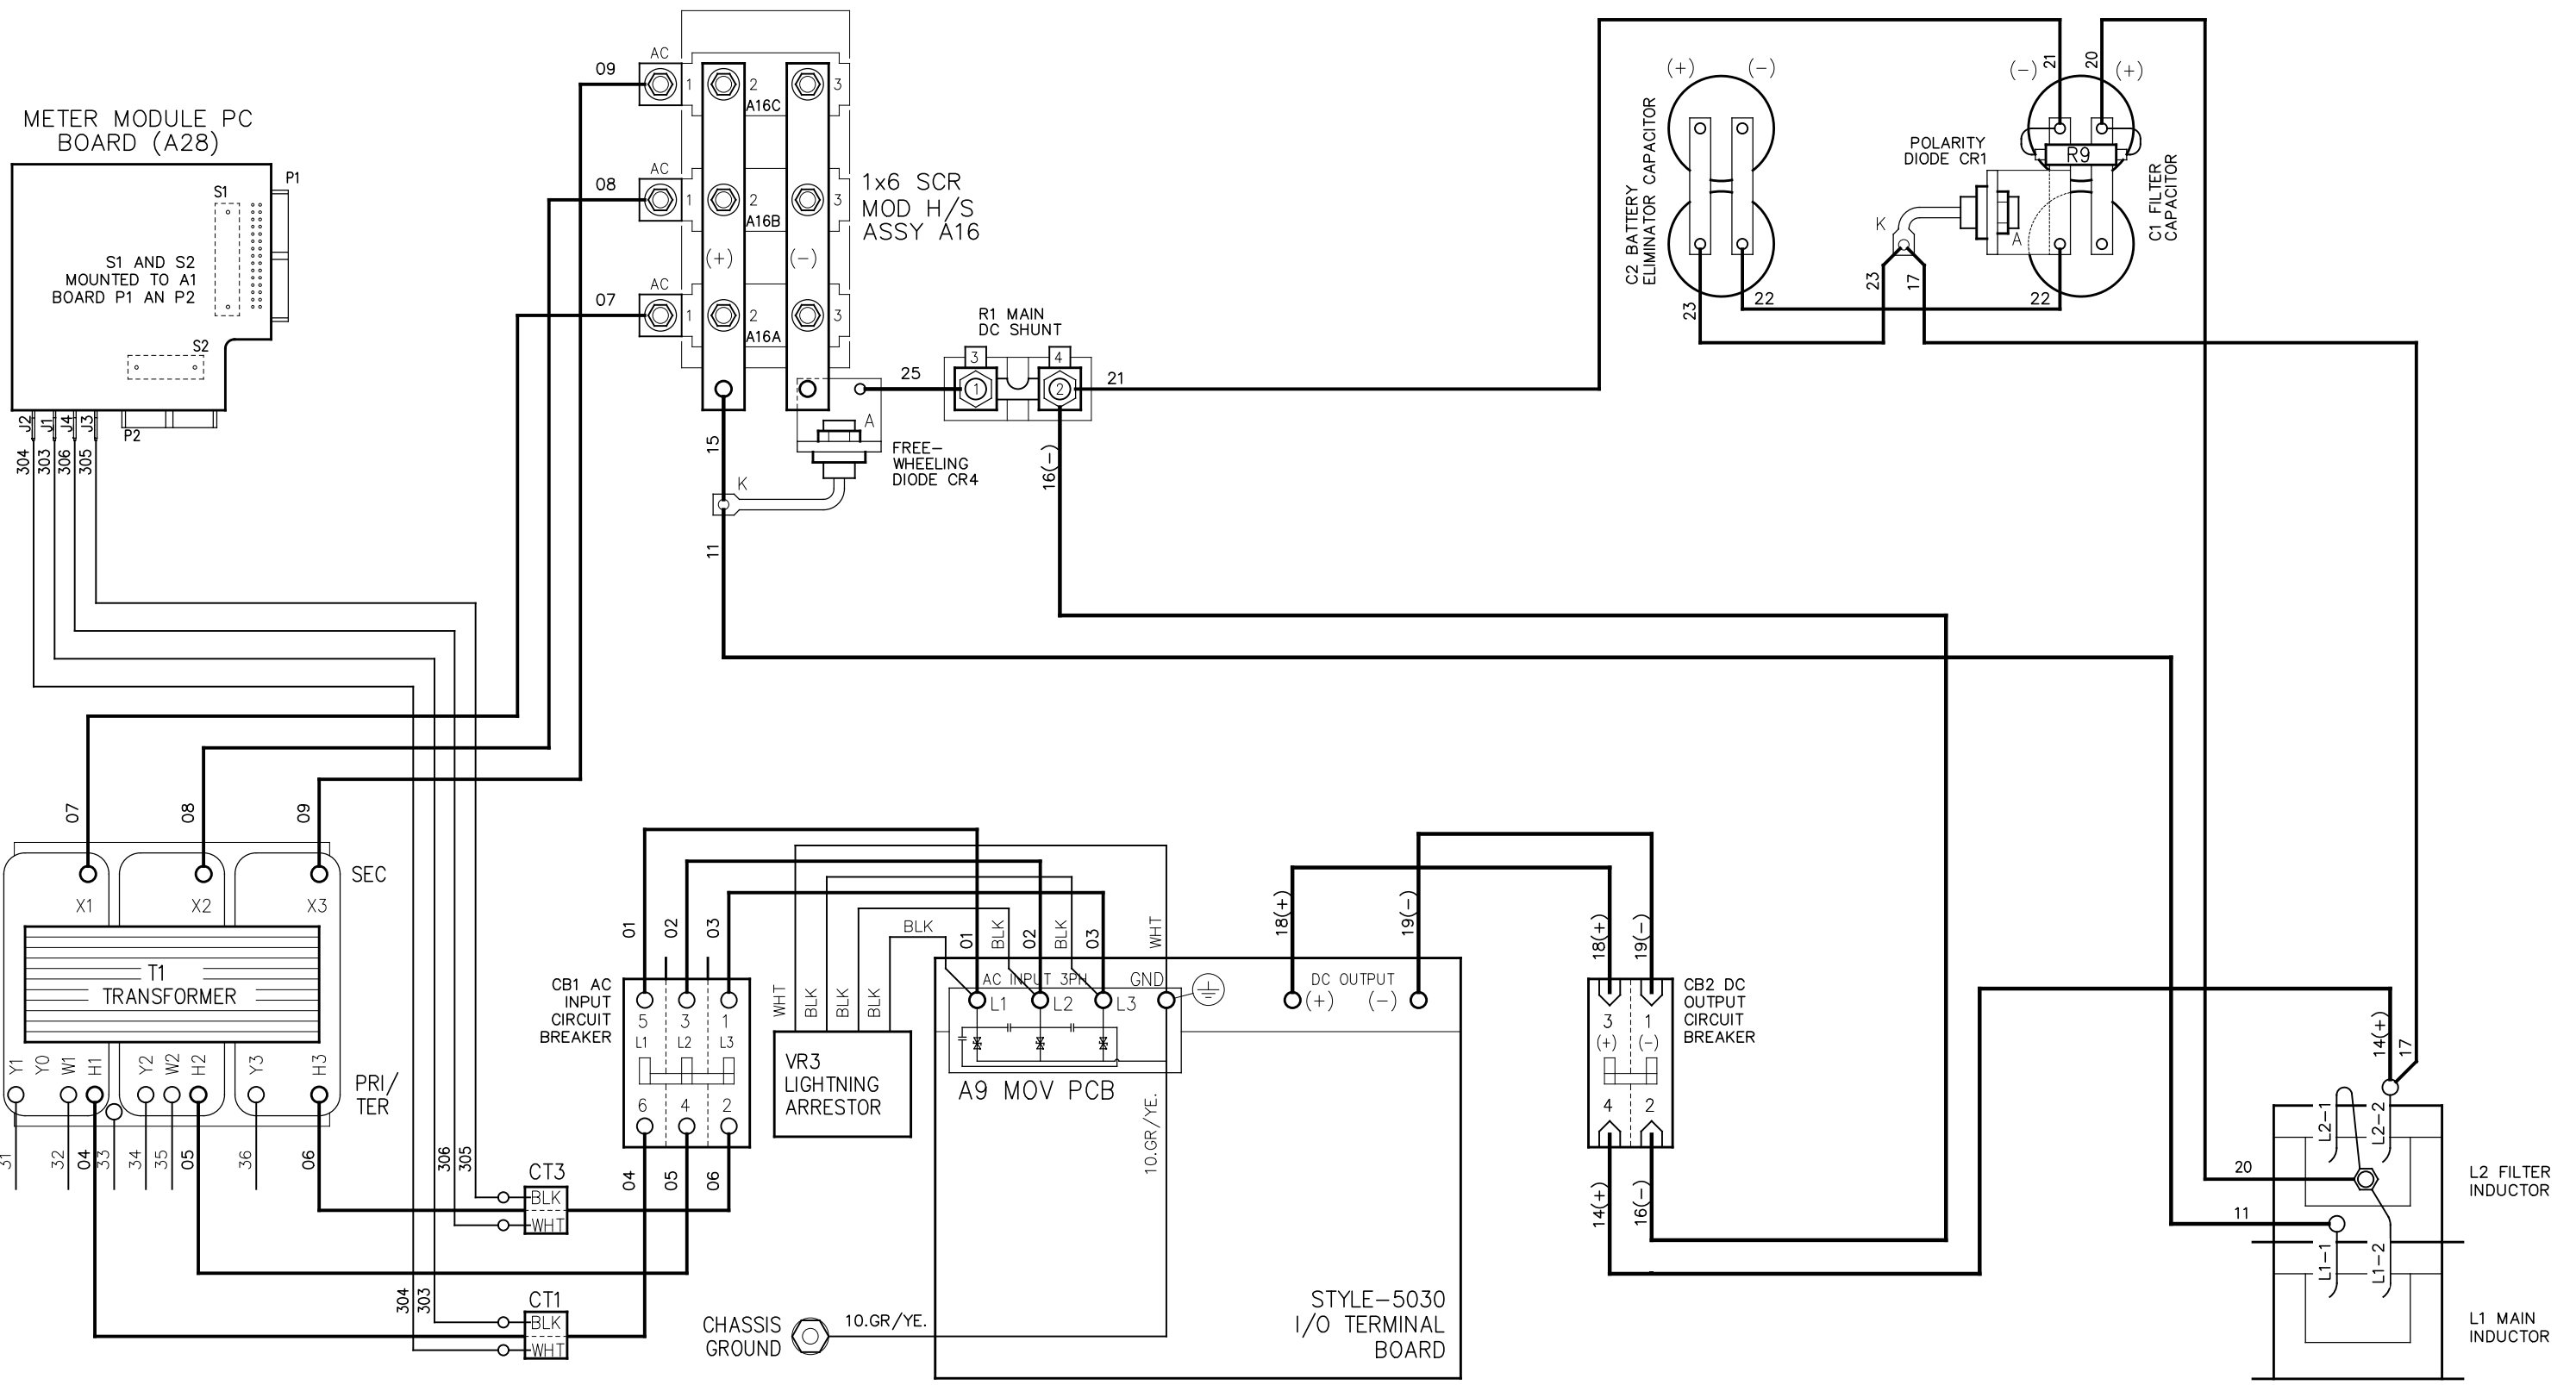 METER MODULE PC
BOARD (A28)
P1
S1
S1 AND S2
MOUNTED TO A1
BOARD P1 AN P2
S2
P2
J2
J1
J4
J3
304
303
306
305
AC
09
1
2
3
A16C
AC
08
1
2
3
A16B
(+)
(-)
1x6 SCR
MOD H/S
ASSY A16
AC
07
1
2
3
A16A
R1 MAIN
DC SHUNT
3
4
1
2
25
21
A
FREE-
WHEELING
DIODE CR4
K
15
11
16(-)
(+)
(-)
C2 BATTERY
ELIMINATOR CAPACITOR
23
22
POLARITY
DIODE CR1
K
A
23
17
22
(-)
21
20
(+)
R9
C1 FILTER
CAPACITOR
07
08
09
SEC
X1
X2
X3
T1
TRANSFORMER
Y1
Y0
W1
H1
Y2
W2
H2
Y3
H3
PRI/
TER
31
32
04
33
34
35
05
36
06
306
305
CT3
BLK
WHT
304
303
CT1
BLK
WHT
01
02
03
CB1 AC
INPUT
CIRCUIT
BREAKER
5
3
1
L1
L2
L3
6
4
2
04
05
06
WHT
BLK
BLK
BLK
VR3
LIGHTNING
ARRESTOR
BLK
01
BLK
02
BLK
03
WHT
AC INPUT 3PH
GND
L1
L2
L3
A9 MOV PCB
10.GR/YE.
18(+)
19(-)
DC OUTPUT
(+)
(-)
STYLE-5030
I/O TERMINAL
BOARD
CHASSIS
GROUND
10.GR/YE.
18(+)
19(-)
CB2 DC
OUTPUT
CIRCUIT
BREAKER
3
1
(+)
(-)
4
2
14(+)
16(-)
14(+)
17
L2-1
L2-2
20
11
L1-1
L1-2
L2 FILTER
INDUCTOR
L1 MAIN
INDUCTOR